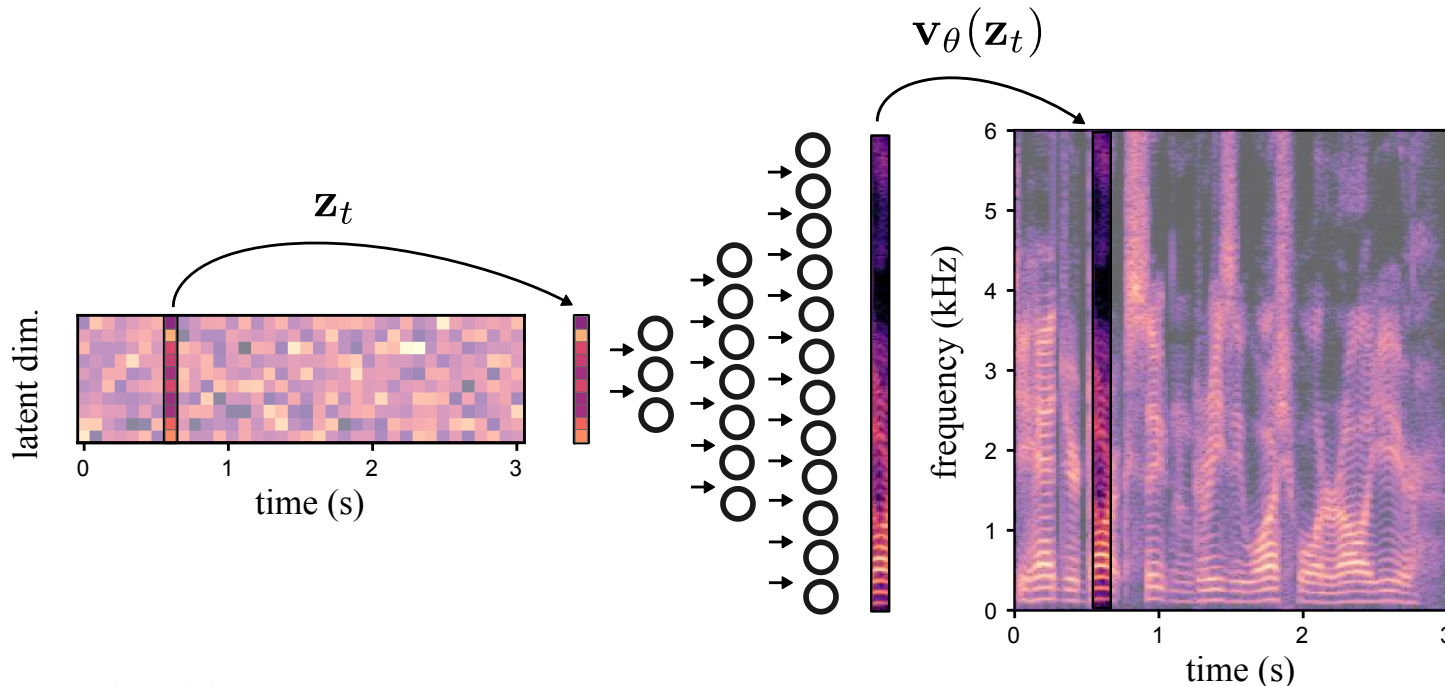 𝐯_θ(𝐳_t)
𝐳_t
latent dim.
0 1 2 3
time (s)
frequency (kHz)
6
5
4
3
2
1
0
0 1 2 3
time (s)